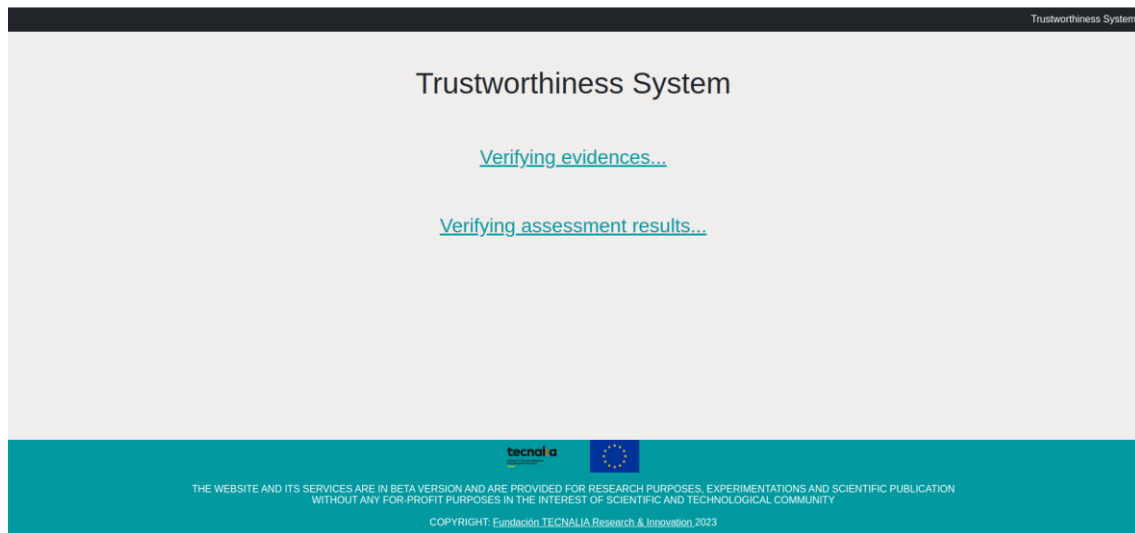 Trustworthiness System
Trustworthiness System
Verifying evidences...
Verifying assessment results...
tecnalia
THE WEBSITE AND ITS SERVICES ARE IN BETA VERSION AND ARE PROVIDED FOR RESEARCH PURPOSES, EXPERIMENTATIONS AND SCIENTIFIC PUBLICATION
WITHOUT ANY FOR-PROFIT PURPOSES IN THE INTEREST OF SCIENTIFIC AND TECHNOLOGICAL COMMUNITY
COPYRIGHT: Fundación TECNALIA Research & Innovation 2023